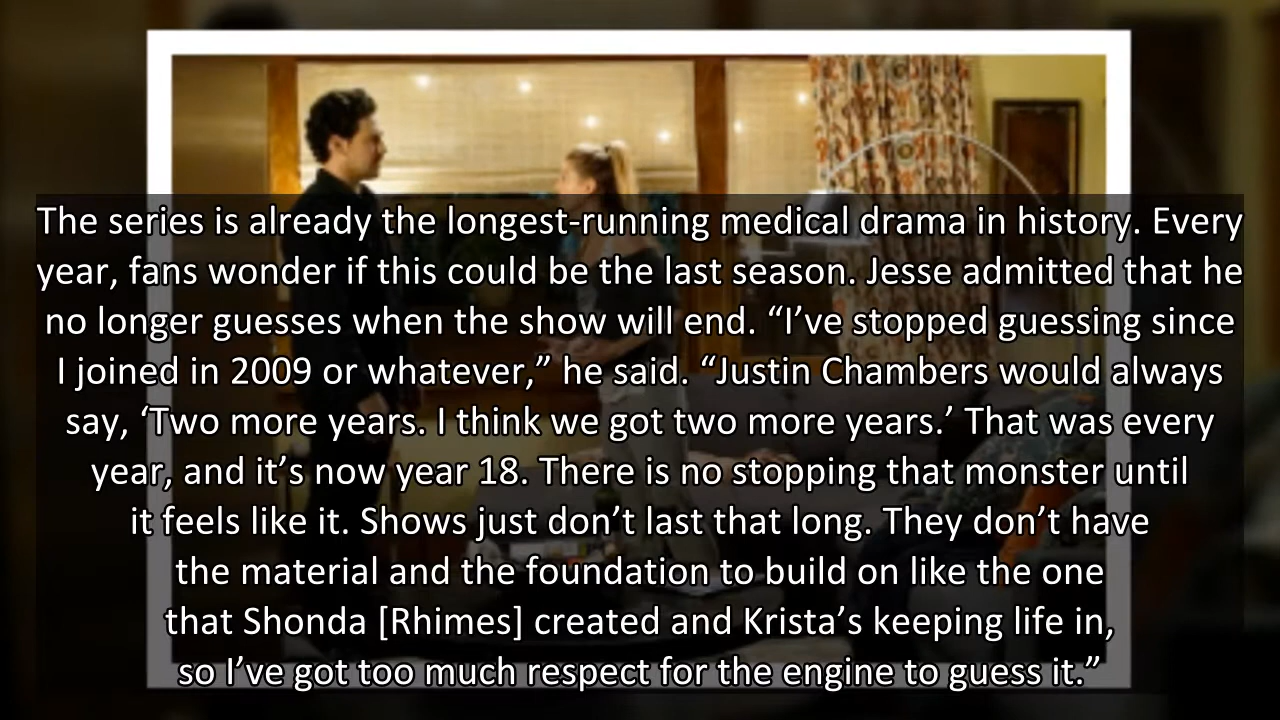 The series is already the longest-running medical drama in history. Every
year, fans wonder if this could be the last season. Jesse admitted that he
no longer guesses when the show will end. “I’ve stopped guessing since
I joined in 2009 or whatever,” he said. “Justin Chambers would always
say, ‘Two more years. I think we got two more years.’ That was every
year, and it’s now year 18. There is no stopping that monster until
it feels like it. Shows just don’t last that long. They don’t have
the material and the foundation to build on like the one
that Shonda [Rhimes] created and Krista’s keeping life in,
so I’ve got too much respect for the engine to guess it.”